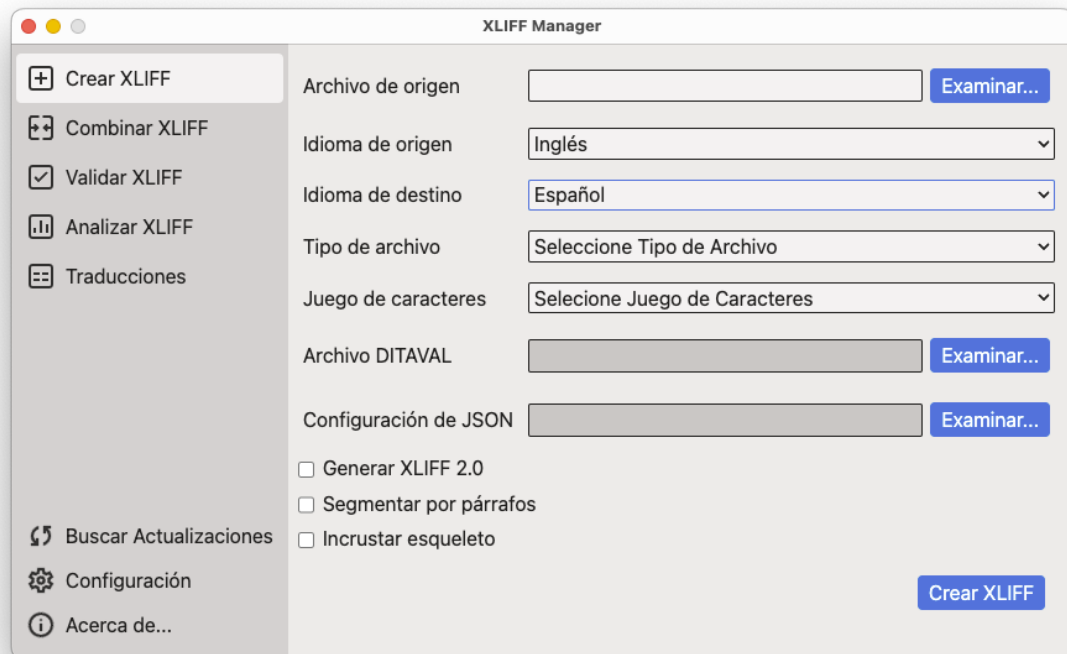 XLIFF Manager
Crear XLIFF
Combinar XLIFF
Validar XLIFF
Analizar XLIFF
Traducciones
Buscar Actualizaciones
Configuración
Acerca de...
Archivo de origen Examinar...
Idioma de origen Inglés
Idioma de destino Español
Tipo de archivo Seleccione Tipo de Archivo
Juego de caracteres Selecione Juego de Caracteres
Archivo DITAVAL Examinar...
Configuración de JSON Examinar...
Generar XLIFF 2.0
Segmentar por párrafos
Incrustar esqueleto
Crear XLIFF